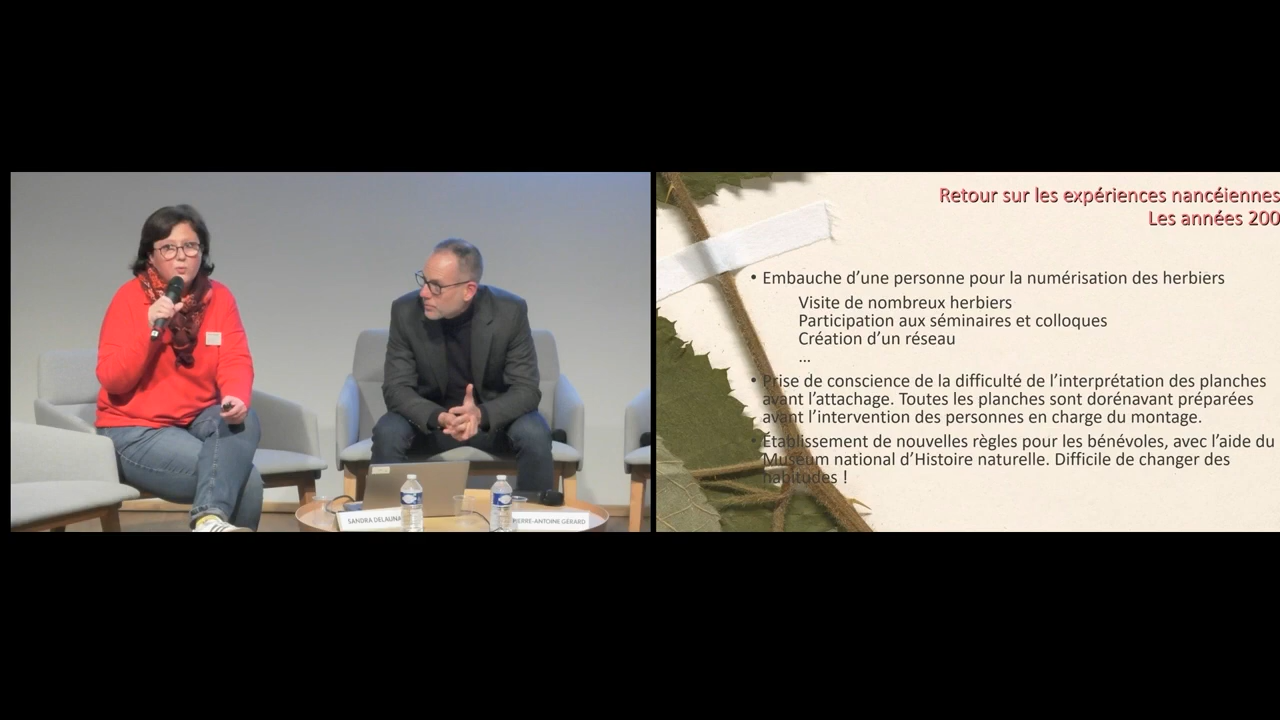 Retour sur les expériences nancéiennes
Les années 200
• Embauche d’une personne pour la numérisation des herbiers
Visite de nombreux herbiers
Participation aux séminaires et colloques
Création d’un réseau
…
• Prise de conscience de la difficulté de l’interprétation des planches
avant l’attachage. Toutes les planches sont dorénavant préparées
avant l’intervention des personnes en charge du montage.
• Etablissement de nouvelles règles pour les bénévoles, avec l’aide du
Muséum national d’Histoire naturelle. Difficile de changer des
habitudes !
SANDRA DELAUNA
PIERRE-ANTOINE GÉRARD